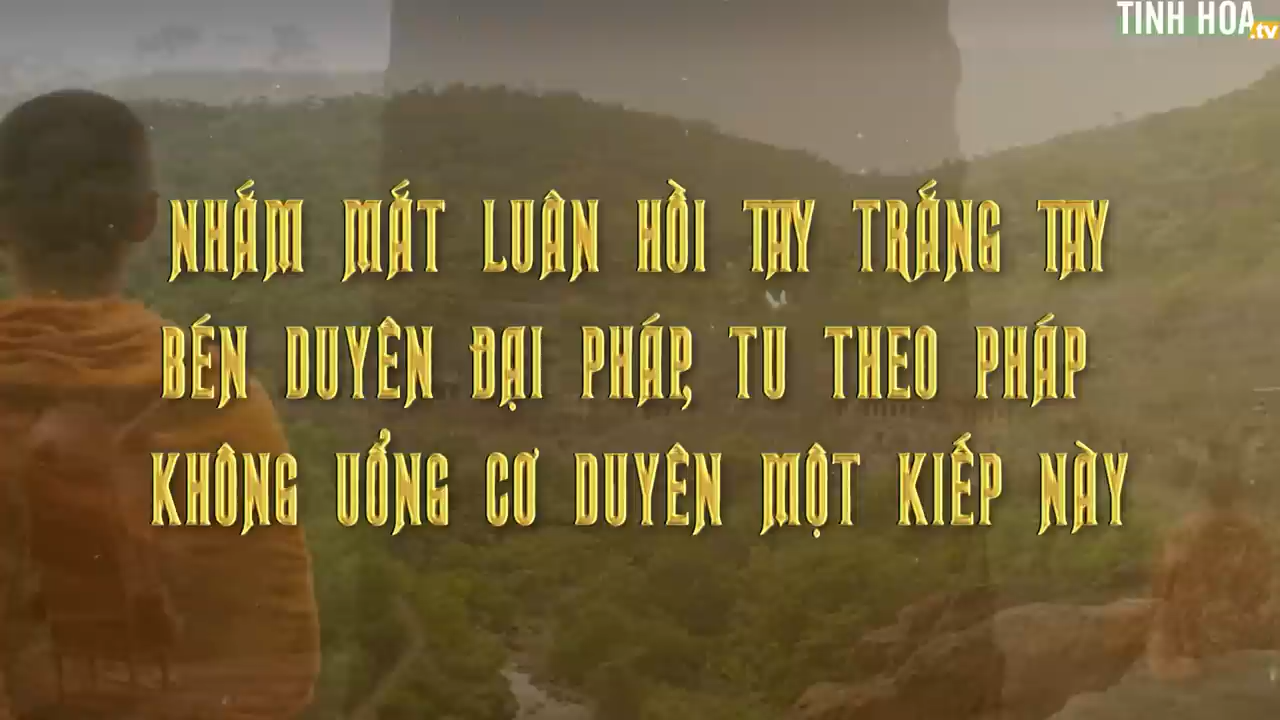 TINH HOA.tv
NHẮM MẮT LUÂN HỒI TAY TRẮNG TAY
BÉN DUYÊN ĐẠI PHÁP, TU THEO PHÁP
KHÔNG UỔNG CƠ DUYÊN MỘT KIẾP NÀY